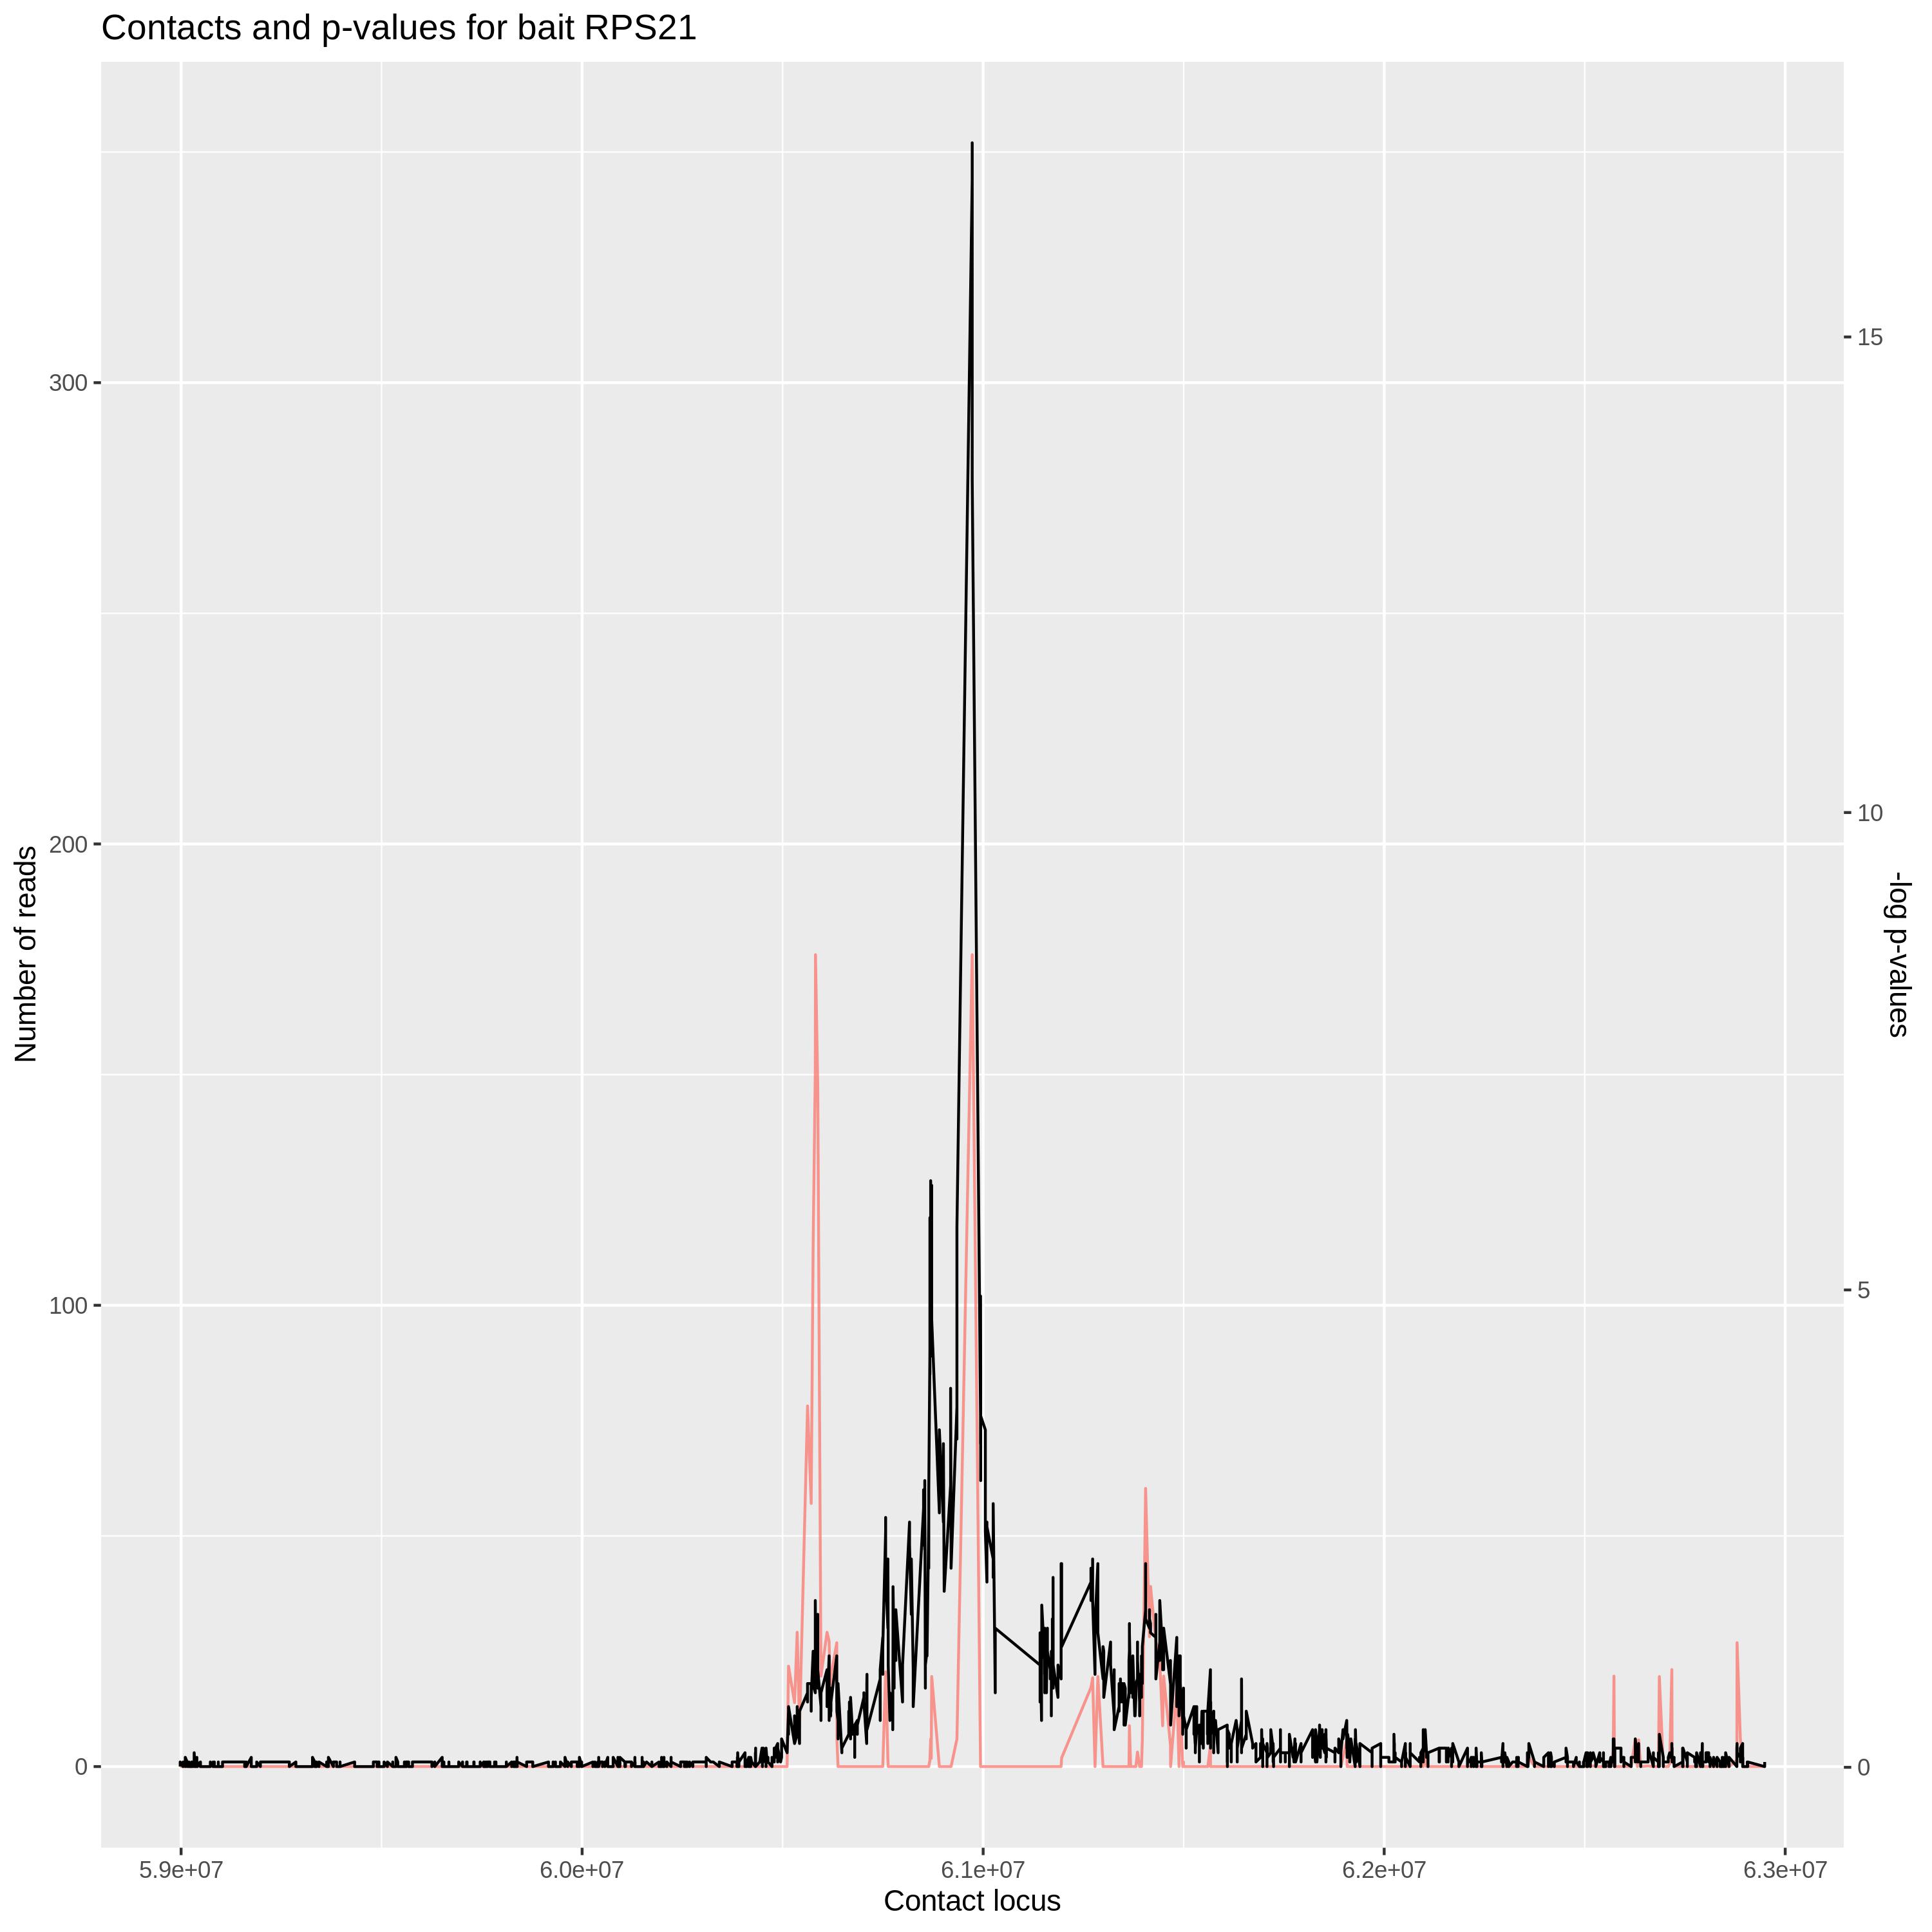 Contacts and p-values for bait RPS21
300
200
100
0
15
10
5
0
Number of reads
-log p-values
5.9e+07
6.0e+07
6.1e+07
6.2e+07
6.3e+07
Contact locus